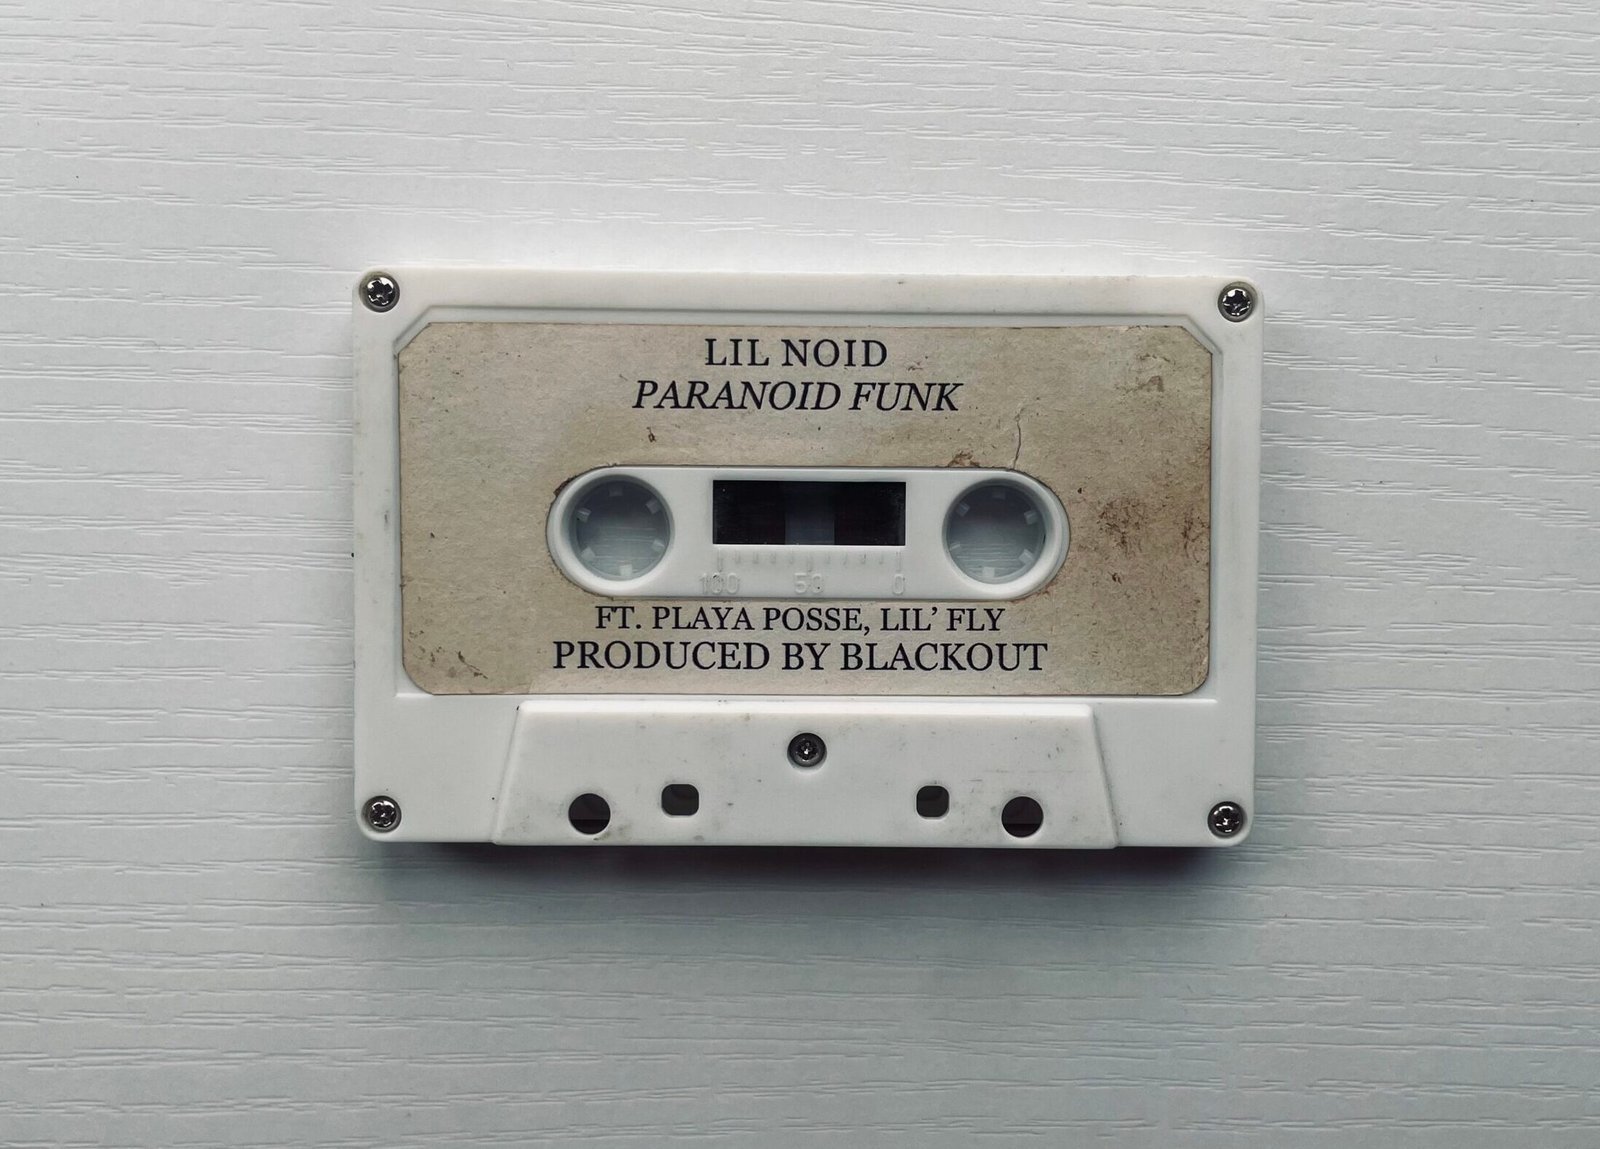 LIL NOID
PARANOID FUNK
100 50 0
FT. PLAYA POSSE, LIL' FLY
PRODUCED BY BLACKOUT